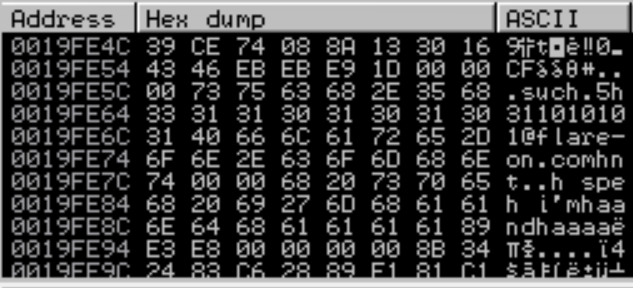 Address Hex dump ASCII
0019FE4C 39 CE 74 08 8A 13 30 16 9╬t◘è‼0▬
0019FE54 43 46 EB EB E9 1D 00 00 CFδδΘ#..
0019FE5C 00 73 75 63 68 2E 35 68 .such.5h
0019FE64 33 31 31 30 31 30 31 30 31101010
0019FE6C 31 40 66 6C 61 72 65 2D 1@flare-
0019FE74 6F 6E 2E 63 6F 6D 68 6E on.comhn
0019FE7C 74 00 00 68 20 73 70 65 t..h spe
0019FE84 68 20 69 27 6D 68 61 61 h i'mhaa
0019FE8C 6E 64 68 61 61 61 61 89 ndhaaaaë
0019FE94 E3 E8 00 00 00 00 8B 34 πΦ....ï4
0019FE9C 24 83 C6 28 89 F1 81 C1